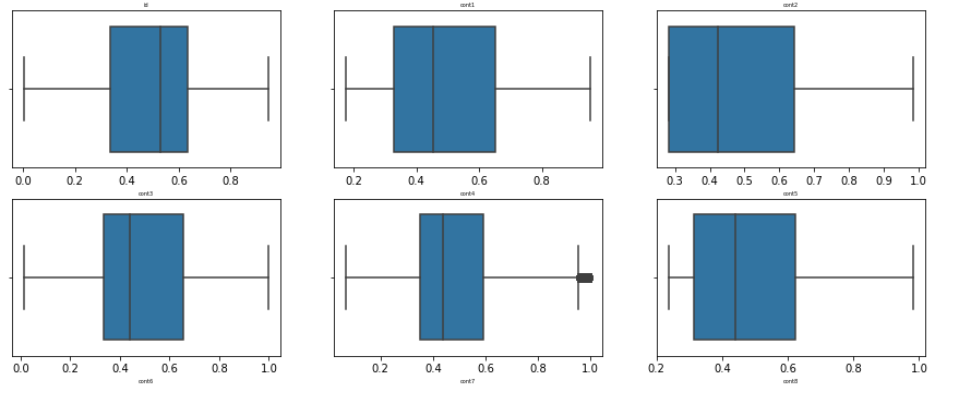 id cont1 cont2
0.0 0.2 0.4 0.6 0.8 0.2 0.4 0.6 0.8 0.3 0.4 0.5 0.6 0.7 0.8 0.9 1.0
cont3 cont4 cont5
0.0 0.2 0.4 0.6 0.8 1.0 0.2 0.4 0.6 0.8 1.0 0.2 0.4 0.6 0.8 1.0
cont6 cont7 cont8